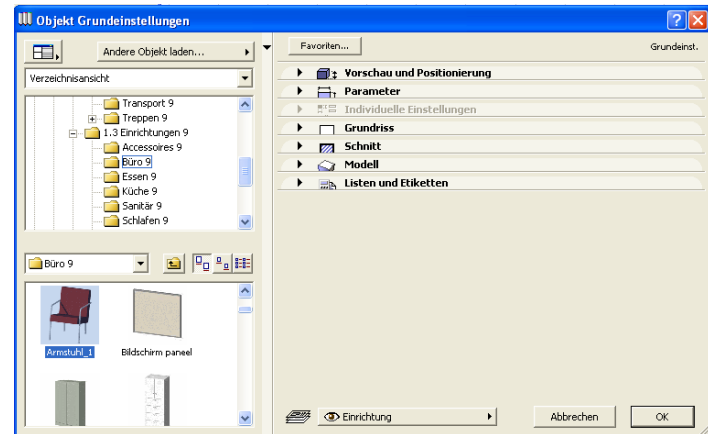 Objekt Grundeinstellungen
Andere Objekt laden...
Verzeichnisansicht
Transport 9
Treppen 9
1.3 Einrichtungen 9
Accessoires 9
Büro 9
Essen 9
Küche 9
Sanitär 9
Schlafen 9
Büro 9
Armstuhl_1
Bildschirm paneel
Favoriten...
Grundeinst.
Vorschau und Positionierung
Parameter
Individuelle Einstellungen
Grundriss
Schnitt
Modell
Listen und Etiketten
Einrichtung
Abbrechen
OK